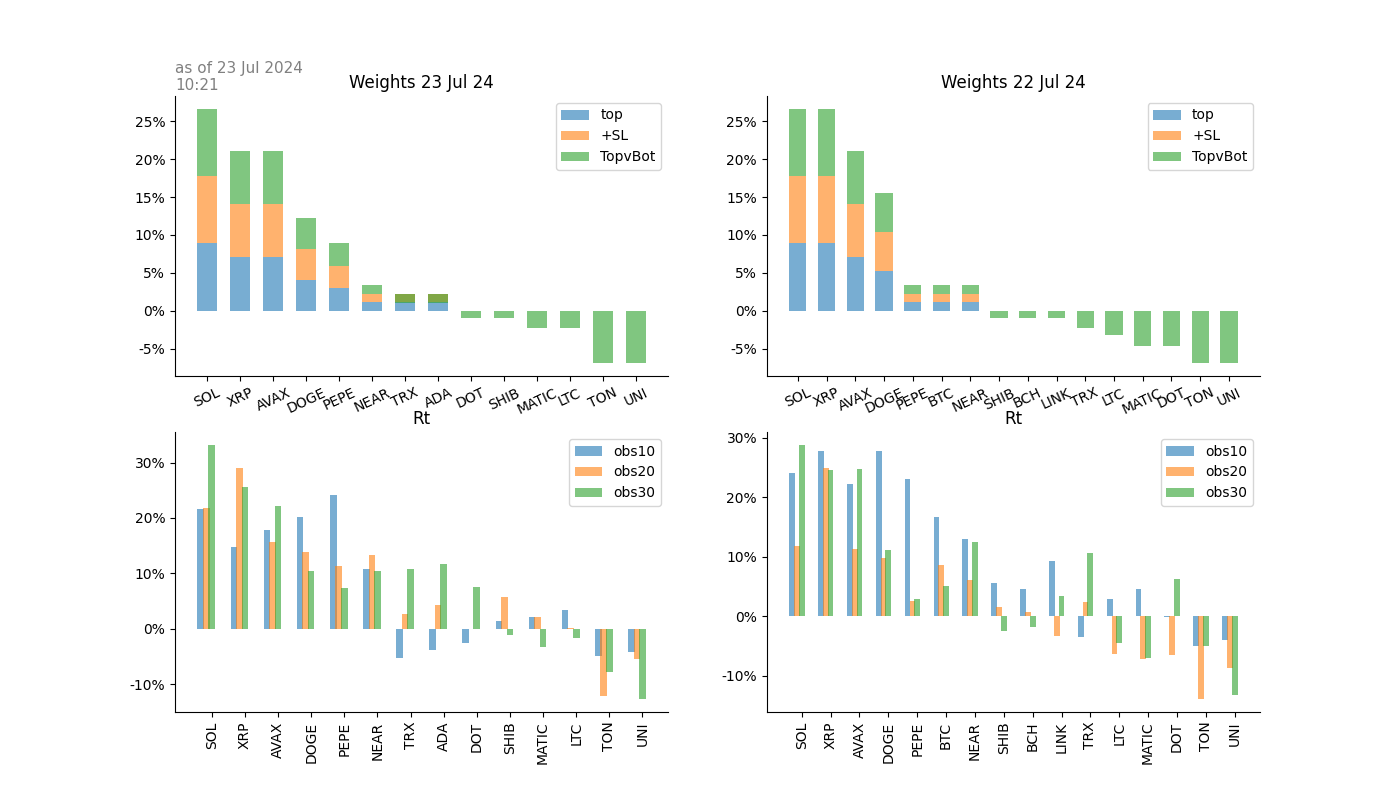 as of 23 Jul 2024
10:21
Weights 23 Jul 24
25%
20%
15%
10%
5%
0%
-5%
top
+SL
TopvBot
SOL XRP AVAX DOGE PEPE NEAR TRX ADA DOT SHIB MATIC LTC TON UNI
Weights 22 Jul 24
25%
20%
15%
10%
5%
0%
-5%
top
+SL
TopvBot
SOL XRP AVAX DOGE PEPE BTC NEAR SHIB BCH LINK TRX LTC MATIC DOT TON UNI
Rt
30%
20%
10%
0%
-10%
obs10
obs20
obs30
SOL XRP AVAX DOGE PEPE NEAR TRX ADA DOT SHIB MATIC LTC TON UNI
Rt
30%
20%
10%
0%
-10%
obs10
obs20
obs30
SOL XRP AVAX DOGE PEPE BTC NEAR SHIB BCH LINK TRX LTC MATIC DOT TON UNI